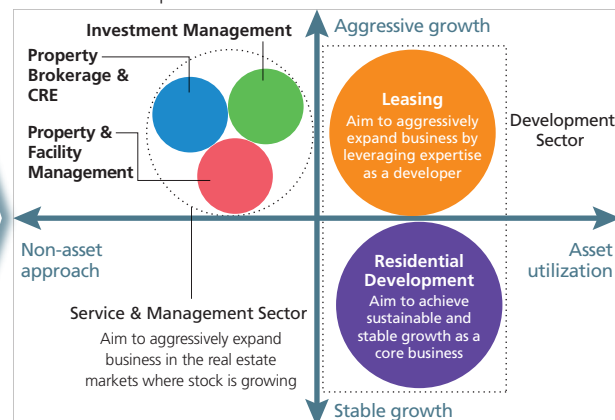 Investment Management
Aggressive growth
Property
Brokerage &
CRE
Property &
Facility
Management
Leasing
Aim to aggressively
expand business by
leveraging expertise
as a developer
Development
Sector
Non-asset
approach
Asset
utilization
Service & Management Sector
Aim to aggressively expand
business in the real estate
markets where stock is growing
Residential
Development
Aim to achieve
sustainable and
stable growth as a
core business
Stable growth